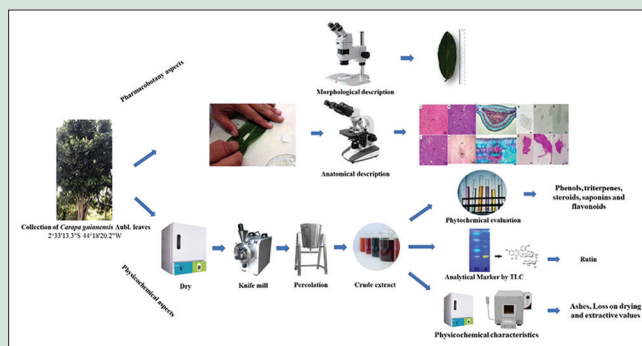 Pharmacobotany aspects
Morphological description
Anatomical description
Collection of Carapa guianensis Aubl. leaves
2°33'13.3"S 44°18'20.2"W
Physicochemical aspects
Dry
Knife mill
Percolation
Crude extract
Phytochemical evaluation
Phenols, triterpenes,
steroids, saponins and
flavonoids
Analytical Marker by TLC
Rutin
Physicochemical characteristics
Ashes, Loss on drying
and extractive values